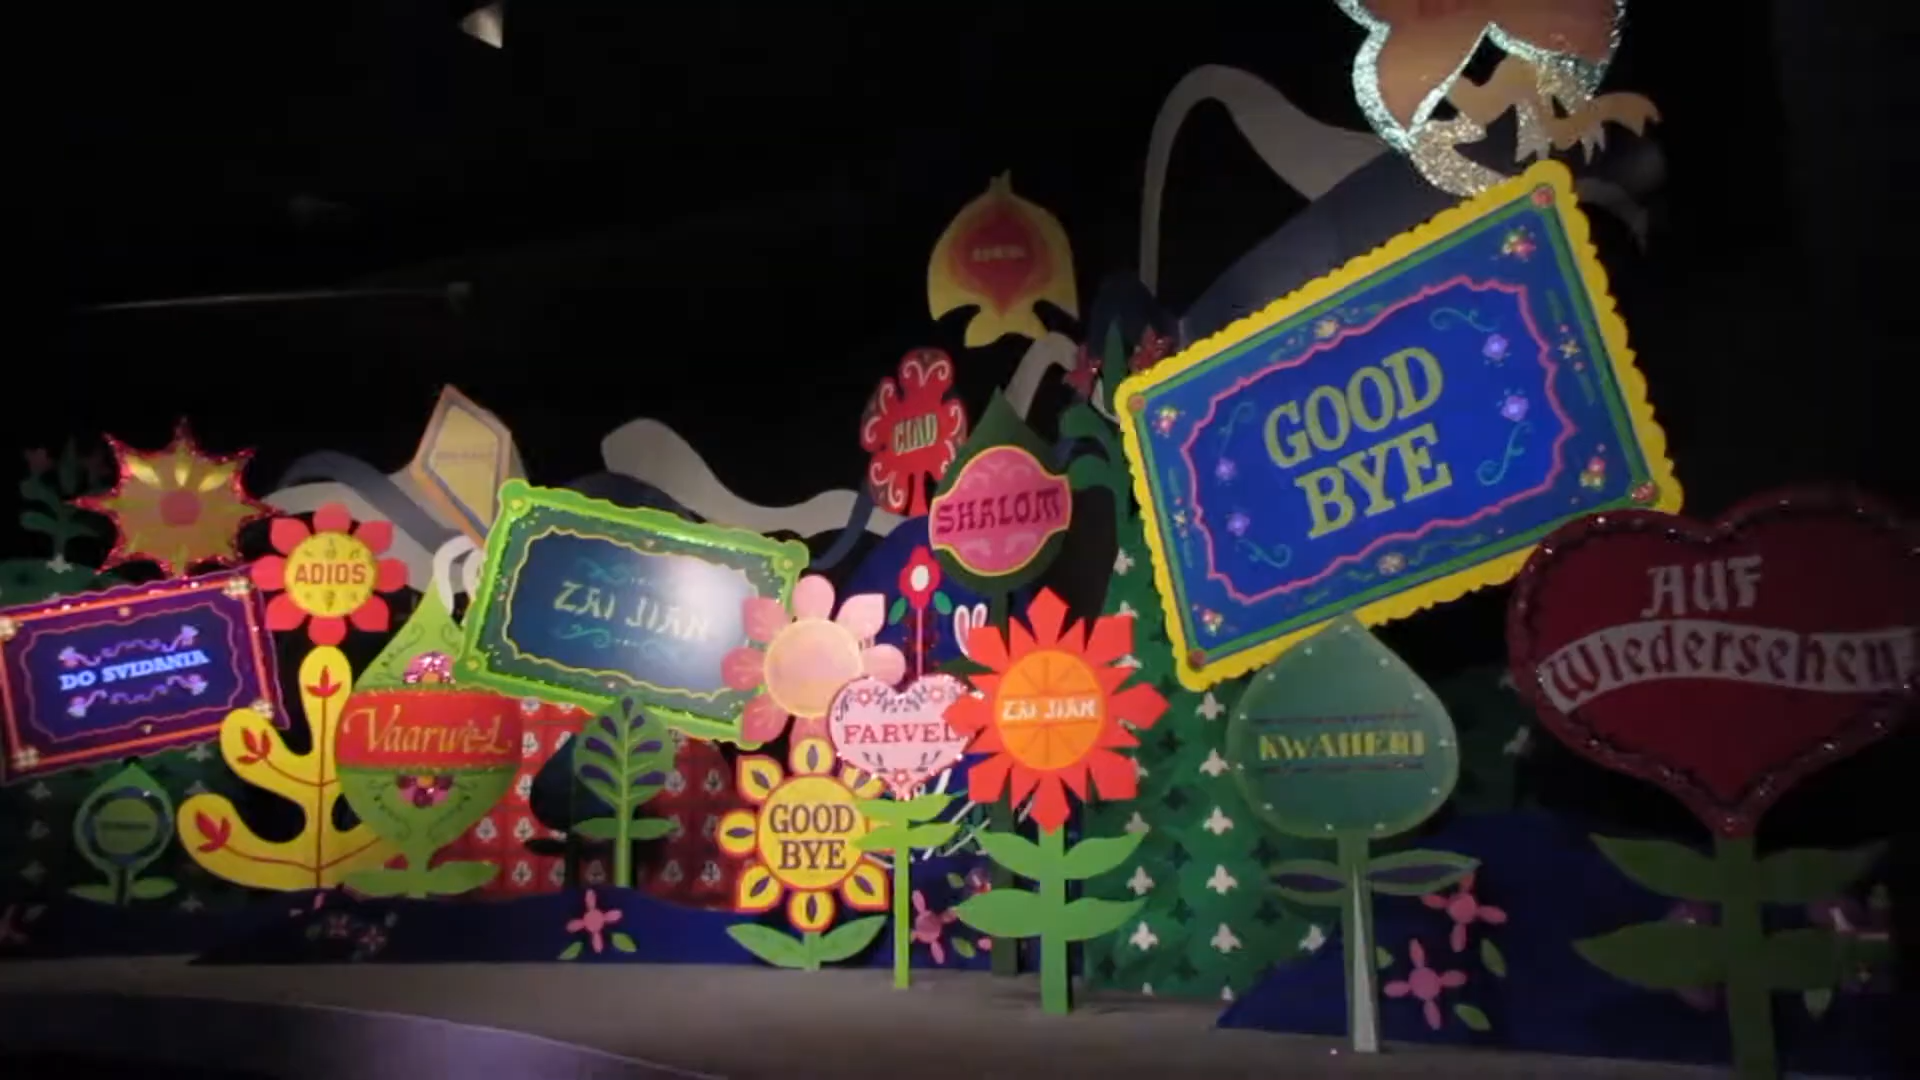 CIAO
SHALOM
GOOD
BYE
ADIOS
ZAI JIAN
AUF
Wiedersehen
DO SVIDANIA
Vaarwel
FARVEL
ZAI JIAN
KWAHERI
GOOD
BYE